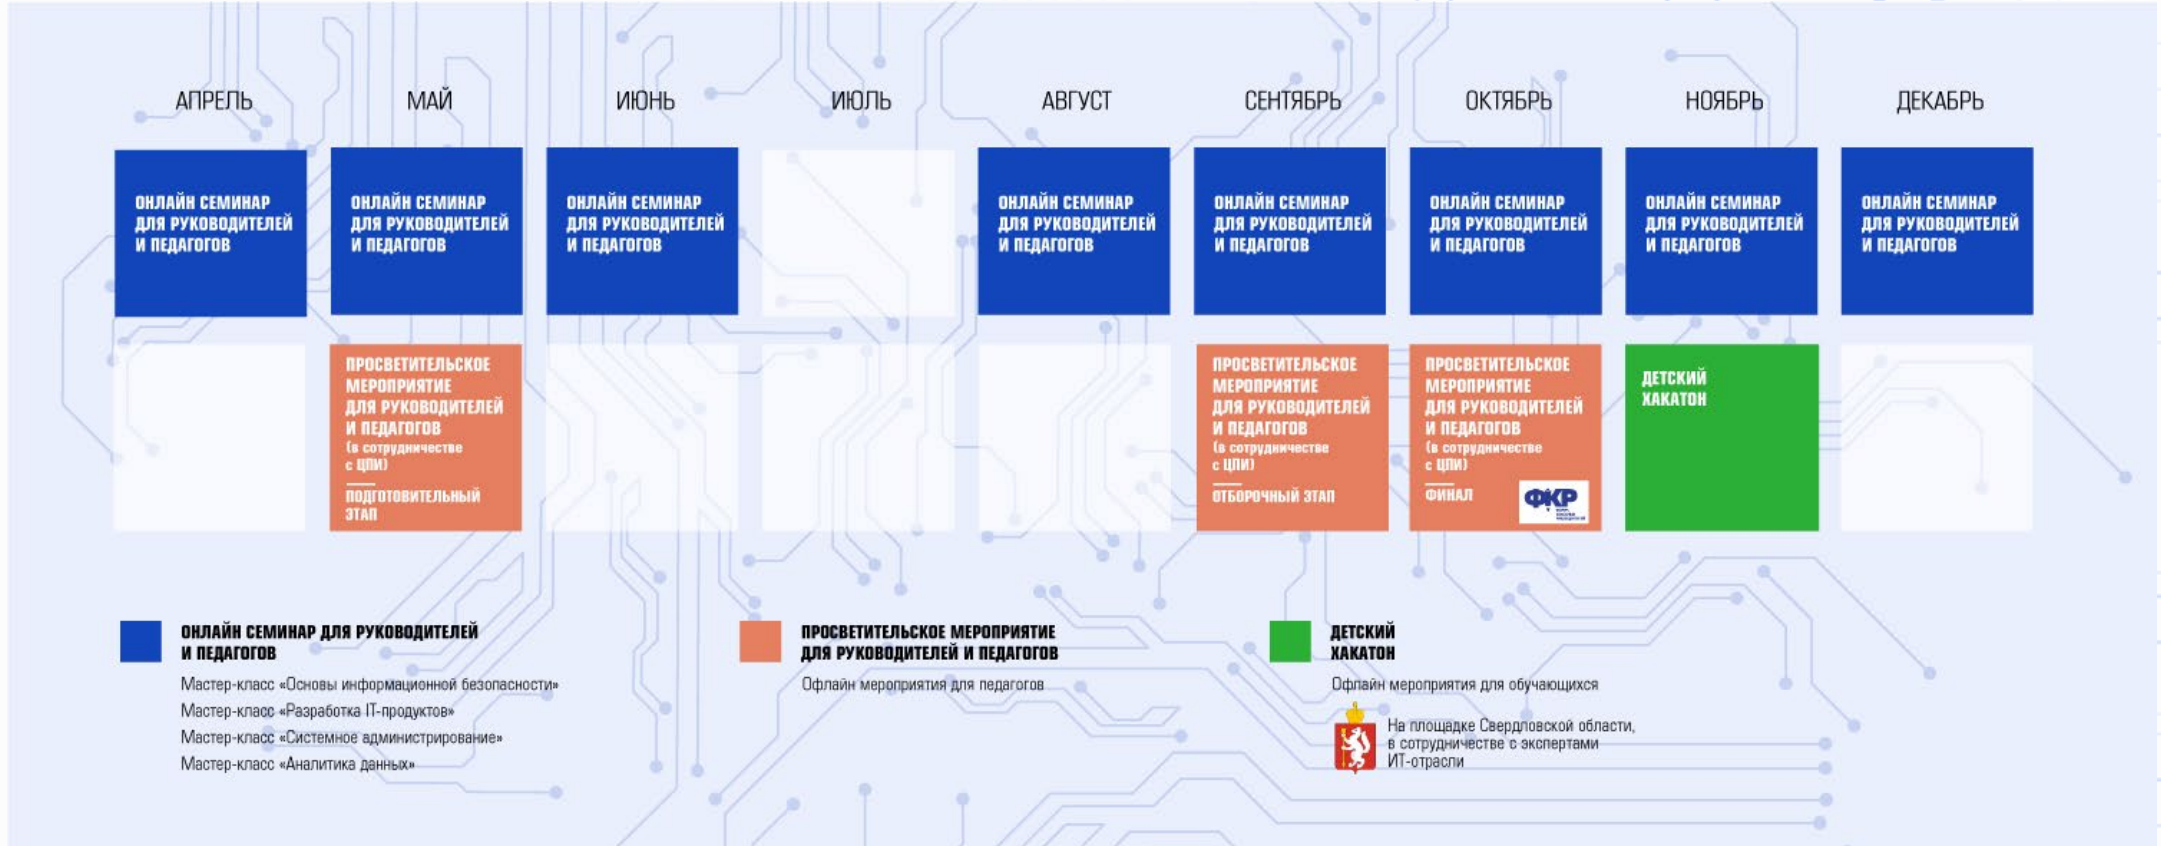 АПРЕЛЬ
МАЙ
ИЮНЬ
ИЮЛЬ
АВГУСТ
СЕНТЯБРЬ
ОКТЯБРЬ
НОЯБРЬ
ДЕКАБРЬ
ОНЛАЙН СЕМИНАР
ДЛЯ РУКОВОДИТЕЛЕЙ
И ПЕДАГОГОВ
ОНЛАЙН СЕМИНАР
ДЛЯ РУКОВОДИТЕЛЕЙ
И ПЕДАГОГОВ
ОНЛАЙН СЕМИНАР
ДЛЯ РУКОВОДИТЕЛЕЙ
И ПЕДАГОГОВ
ОНЛАЙН СЕМИНАР
ДЛЯ РУКОВОДИТЕЛЕЙ
И ПЕДАГОГОВ
ОНЛАЙН СЕМИНАР
ДЛЯ РУКОВОДИТЕЛЕЙ
И ПЕДАГОГОВ
ОНЛАЙН СЕМИНАР
ДЛЯ РУКОВОДИТЕЛЕЙ
И ПЕДАГОГОВ
ОНЛАЙН СЕМИНАР
ДЛЯ РУКОВОДИТЕЛЕЙ
И ПЕДАГОГОВ
ОНЛАЙН СЕМИНАР
ДЛЯ РУКОВОДИТЕЛЕЙ
И ПЕДАГОГОВ
ПРОСВЕТИТЕЛЬСКОЕ
МЕРОПРИЯТИЕ
ДЛЯ РУКОВОДИТЕЛЕЙ
И ПЕДАГОГОВ
(в сотрудничестве
с ЦПИ)
ПОДГОТОВИТЕЛЬНЫЙ
ЭТАП
ПРОСВЕТИТЕЛЬСКОЕ
МЕРОПРИЯТИЕ
ДЛЯ РУКОВОДИТЕЛЕЙ
И ПЕДАГОГОВ
(в сотрудничестве
с ЦПИ)
ОТБОРОЧНЫЙ ЭТАП
ПРОСВЕТИТЕЛЬСКОЕ
МЕРОПРИЯТИЕ
ДЛЯ РУКОВОДИТЕЛЕЙ
И ПЕДАГОГОВ
(в сотрудничестве
с ЦПИ)
ФИНАЛ
ФКР
ДЕТСКИЙ
ХАКАТОН
ОНЛАЙН СЕМИНАР ДЛЯ РУКОВОДИТЕЛЕЙ
И ПЕДАГОГОВ
Мастер-класс «Основы информационной безопасности»
Мастер-класс «Разработка IT-продуктов»
Мастер-класс «Системное администрирование»
Мастер-класс «Аналитика данных»
ПРОСВЕТИТЕЛЬСКОЕ МЕРОПРИЯТИЕ
ДЛЯ РУКОВОДИТЕЛЕЙ И ПЕДАГОГОВ
Офлайн мероприятия для педагогов
ДЕТСКИЙ
ХАКАТОН
Офлайн мероприятия для обучающихся
На площадке Свердловской области,
в сотрудничестве с экспертами
ИТ-отрасли